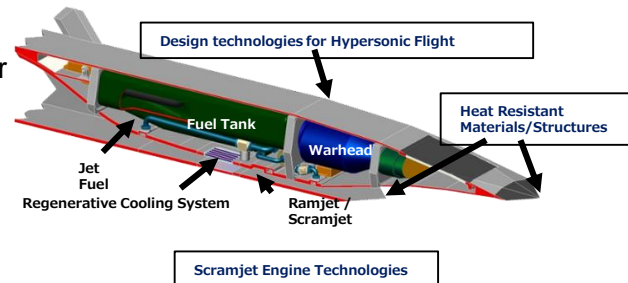 Design technologies for Hypersonic Flight
r
Heat Resistant
Materials/Structures
Fuel Tank
Warhead
Jet
Fuel
Regenerative Cooling System
Ramjet /
Scramjet
Scramjet Engine Technologies